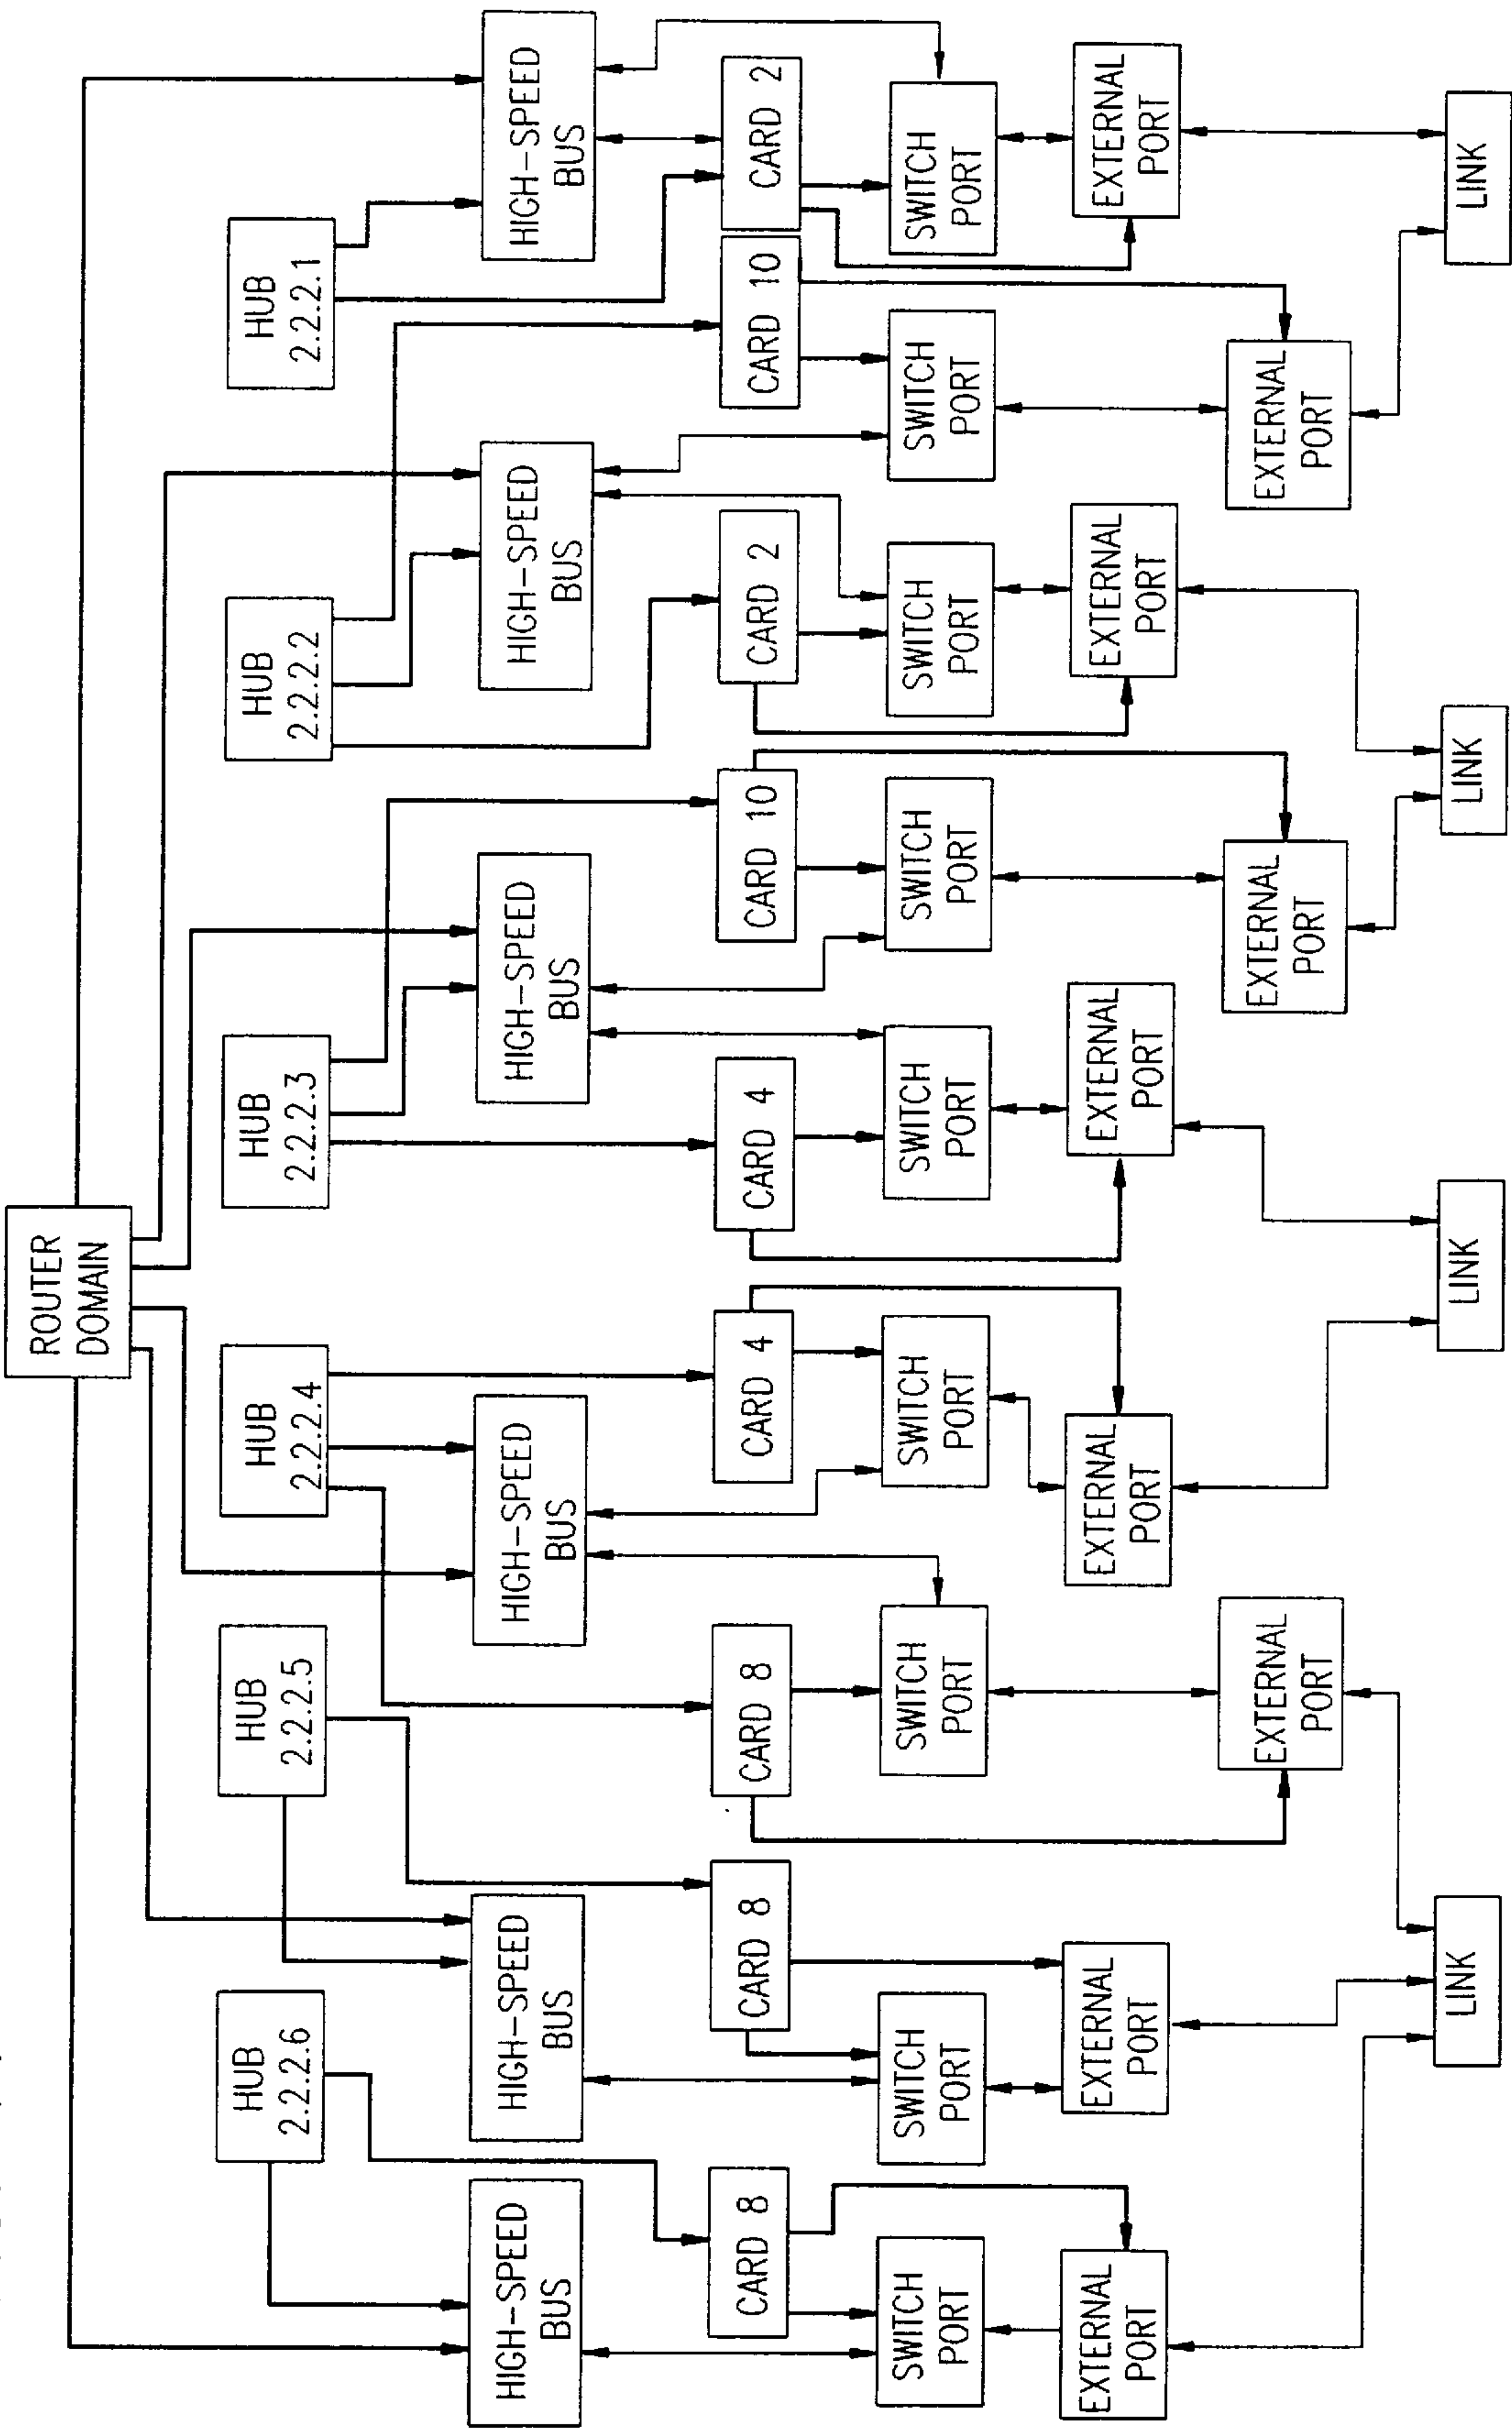 ROUTER
DOMAIN
HUB
2.2.2.6
HUB
2.2.2.5
HUB
2.2.2.4
HUB
2.2.2.3
HUB
2.2.2.2
HUB
2.2.2.1
HIGH-SPEED
BUS
HIGH-SPEED
BUS
HIGH-SPEED
BUS
HIGH-SPEED
BUS
HIGH-SPEED
BUS
HIGH-SPEED
BUS
CARD 8
CARD 8
CARD 8
CARD 4
CARD 4
CARD 10
CARD 2
CARD 10
CARD 2
SWITCH
PORT
SWITCH
PORT
SWITCH
PORT
SWITCH
PORT
SWITCH
PORT
SWITCH
PORT
SWITCH
PORT
SWITCH
PORT
SWITCH
PORT
EXTERNAL
PORT
EXTERNAL
PORT
EXTERNAL
PORT
EXTERNAL
PORT
EXTERNAL
PORT
EXTERNAL
PORT
EXTERNAL
PORT
EXTERNAL
PORT
EXTERNAL
PORT
LINK
LINK
LINK
LINK